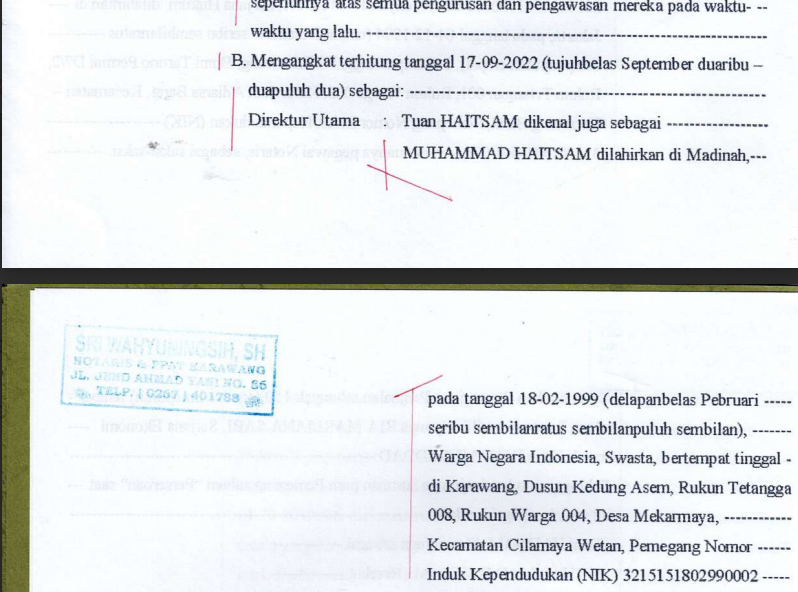 seperlunnya atas semua pengurusan dan pengawasan mereka pada waktu- --
waktu yang lalu. ---
B. Mengangkat terhitung tanggal 17-09-2022 (tujuhbelas September duaribu –
duapuluh dua) sebagai: ---
Direktur Utama : Tuan HAITSAM dikenal juga sebagai ---
MUHAMMAD HAITSAM dilahirkan di Madinah,---
SRI WAHYUNINGSIH, SH
NOTARIS & PPAT KARAWANG
JL. JEND AHMAD YANI NO. 56
TELP. (0267) 401788
pada tanggal 18-02-1999 (delapanbelas Pebruari -----
seribu sembilanratus sembilanpuluh sembilan), -------
Warga Negara Indonesia, Swasta, bertempat tinggal -
di Karawang, Dusun Kedung Asem, Rukun Tetangga
008, Rukun Warga 004, Desa Mekarmaya, ------------
Kecamatan Cilamaya Wetan, Pemegang Nomor ------
Induk Kependudukan (NIK) 3215151802990002 -----